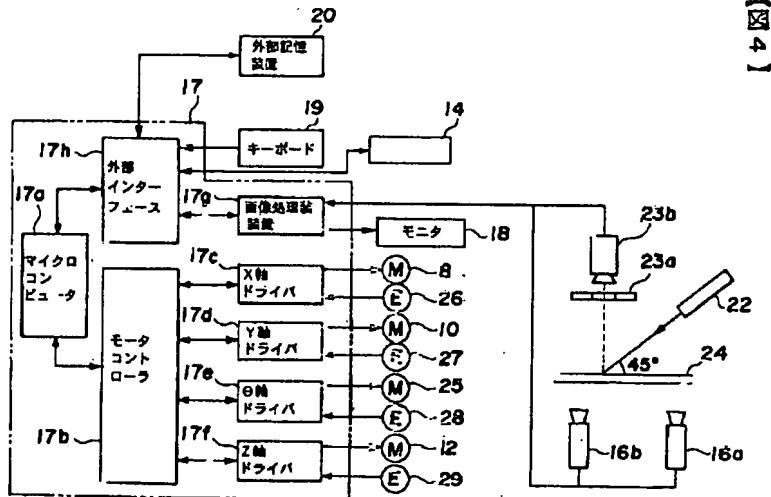 【図4】
20
外部記憶
装置
17
19
キーボード
14
17h
外部
インター
フェース
17g
画像処理装
装置
モニタ
18
17a
マイクロ
コン
ピュータ
17c
X軸
ドライバ
M
8
E
26
17d
Y軸
ドライバ
M
10
E
27
モータ
コント
ローラ
17e
θ軸
ドライバ
M
25
E
28
17b
17f
Z軸
ドライバ
M
12
E
29
23b
23a
22
45°
24
16b
16a